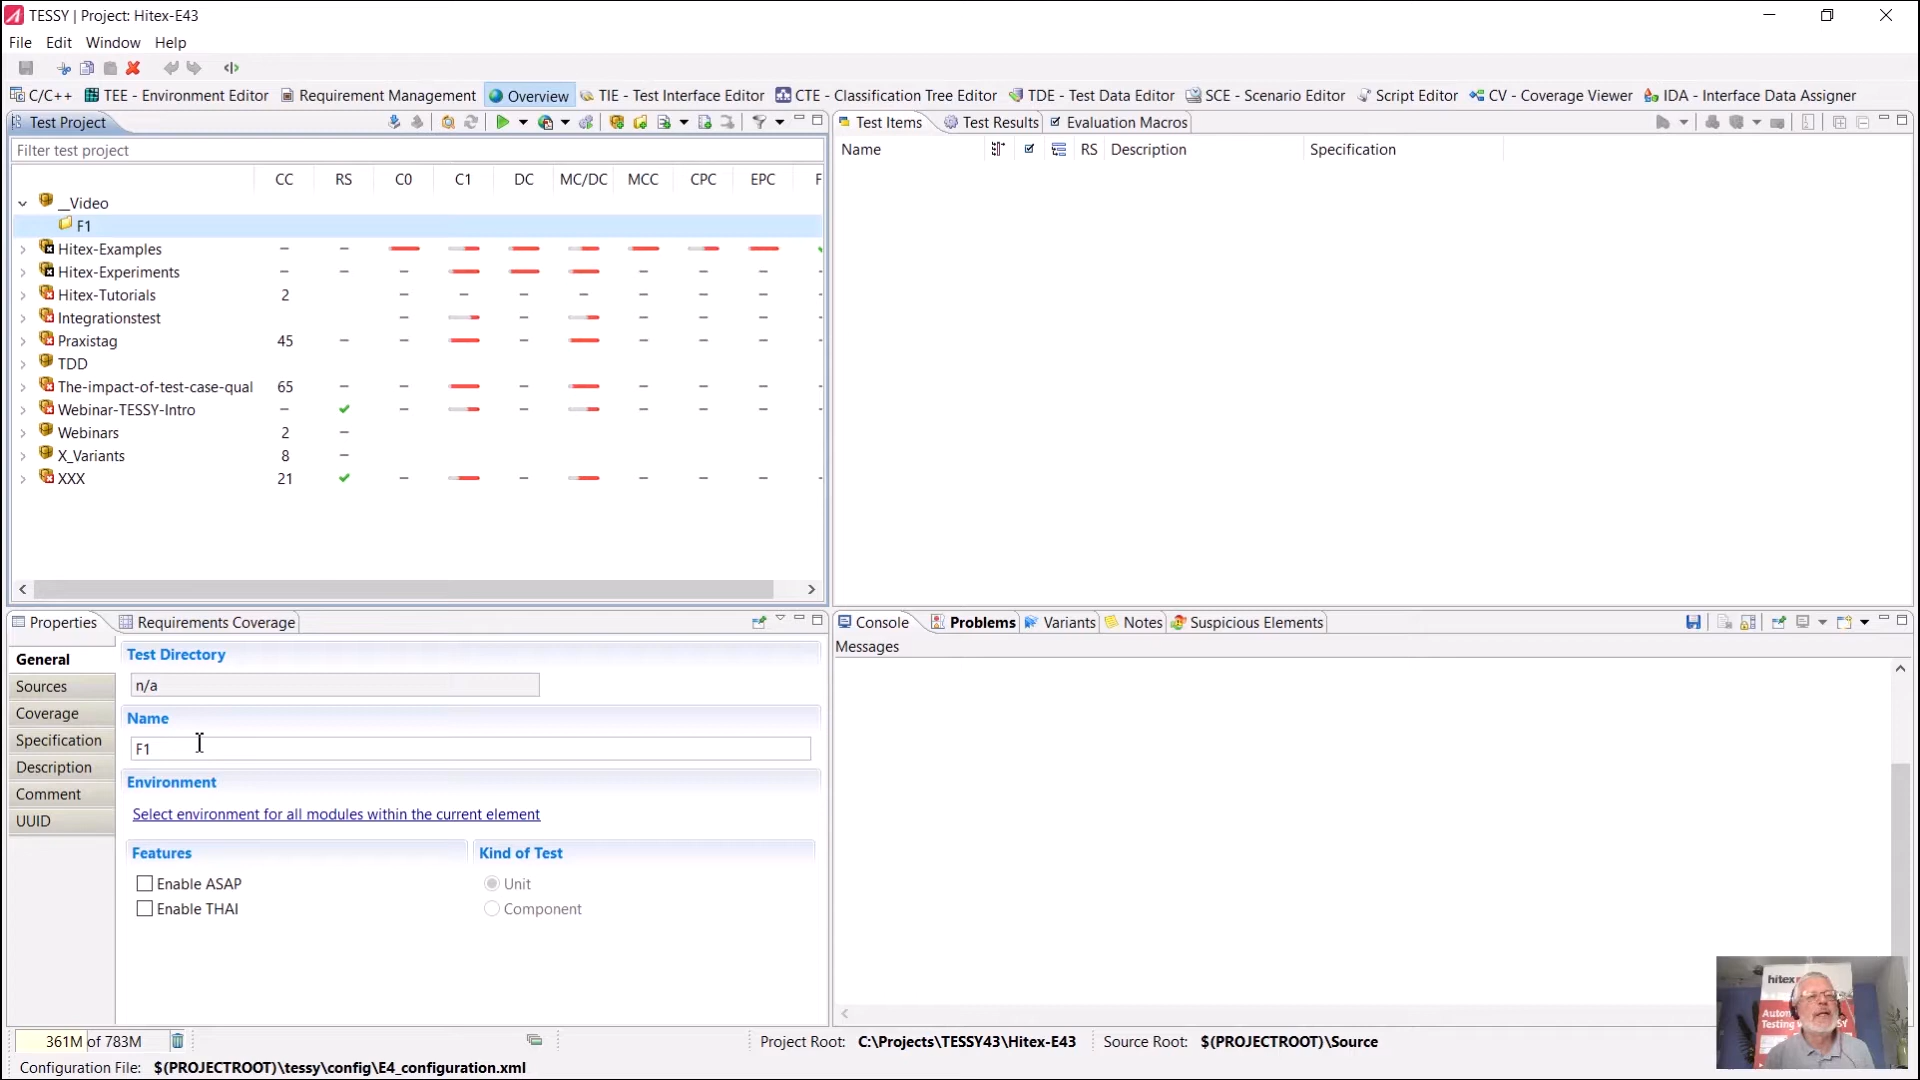 TESSY | Project: Hitex-E43
File Edit Window Help
C/C++ TEE - Environment Editor Requirement Management Overview TIE - Test Interface Editor CTE - Classification Tree Editor TDE - Test Data Editor SCE - Scenario Editor Script Editor CV - Coverage Viewer IDA - Interface Data Assigner
Test Project
Filter test project
CC RS C0 C1 DC MC/DC MCC CPC EPC F
__Video
F1
Hitex-Examples – –
Hitex-Experiments – – – – – –
Hitex-Tutorials 2 – – – – – – –
Integrationstest – – – – –
Praxistag 45 – – – – – –
TDD
The-impact-of-test-case-qual 65 – – – – – –
Webinar-TESSY-Intro – – – – – –
Webinars 2 –
X_Variants 8 –
XXX 21 – – – – –
Test Items Test Results Evaluation Macros
Name RS Description Specification
Properties Requirements Coverage
General
Sources
Coverage
Specification
Description
Comment
UUID
Test Directory
n/a
Name
F1
Environment
Select environment for all modules within the current element
Features Kind of Test
Enable ASAP Unit
Enable THAI Component
Console Problems Variants Notes Suspicious Elements
Messages
hitex
Autom
Testing
361M of 783M Project Root: C:\Projects\TESSY43\Hitex-E43 Source Root: $(PROJECTROOT)\Source
Configuration File: $(PROJECTROOT)\tessy\config\E4_configuration.xml